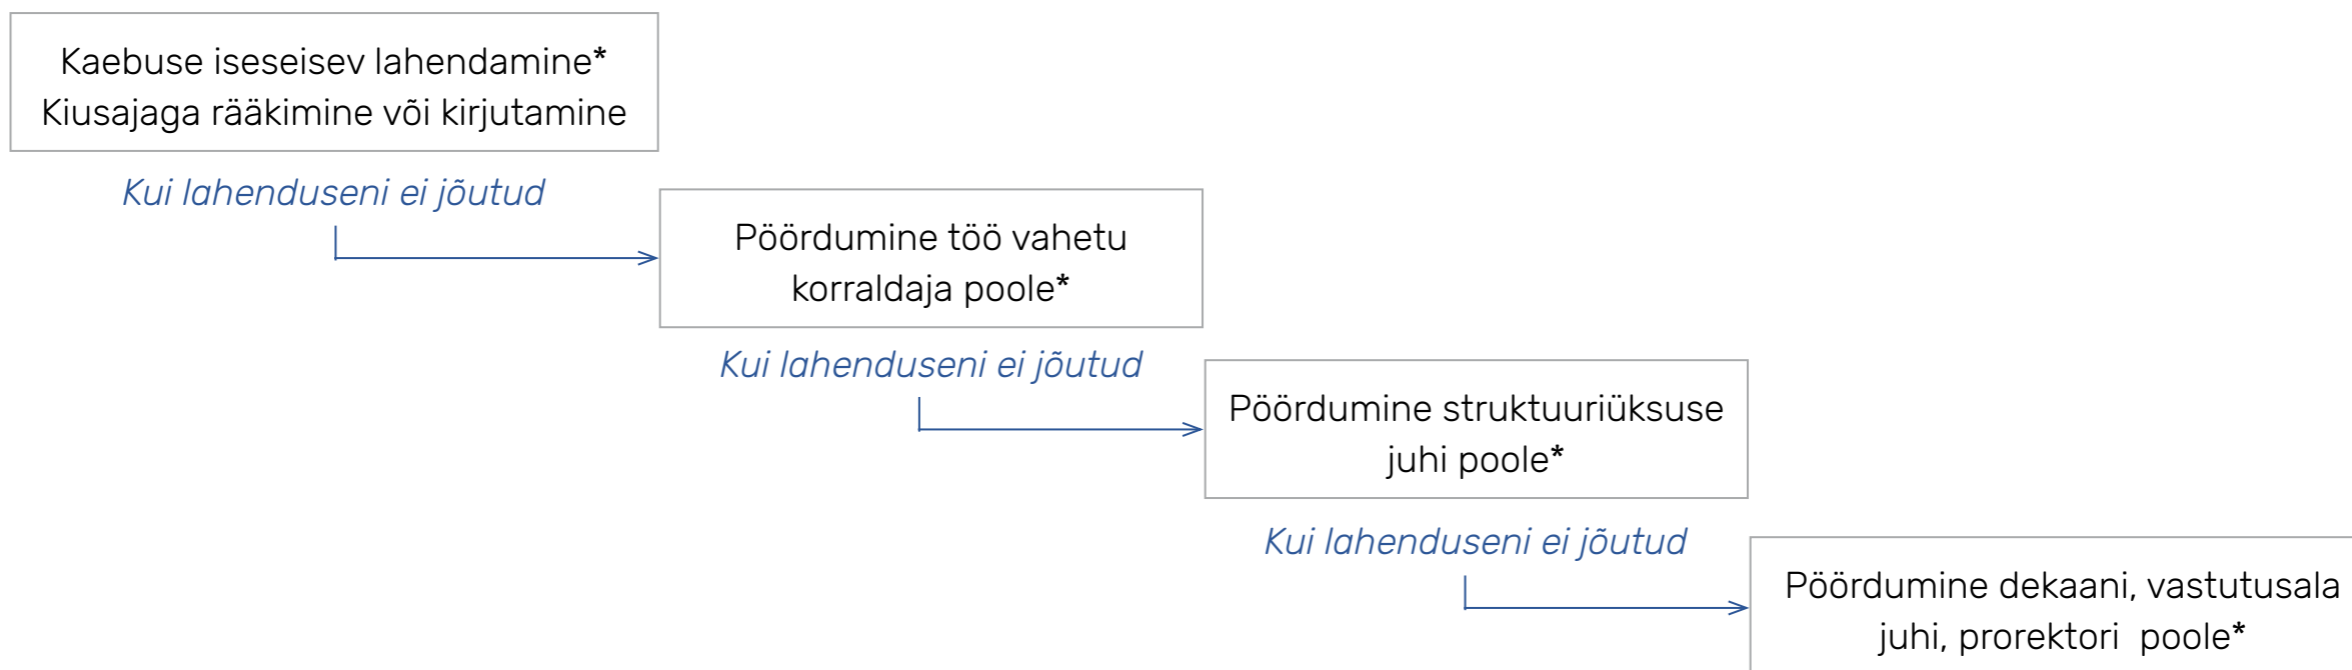 Kaebuse iseseisev lahendamine*
Kiusajaga rääkimine või kirjutamine
Kui lahenduseni ei jõutud
Pöördumine töö vahetu
korraldaja poole*
Kui lahenduseni ei jõutud
Pöördumine struktuuriüksuse
juhi poole*
Kui lahenduseni ei jõutud
Pöördumine dekaani, vastutusala
juhi, prorektori poole*